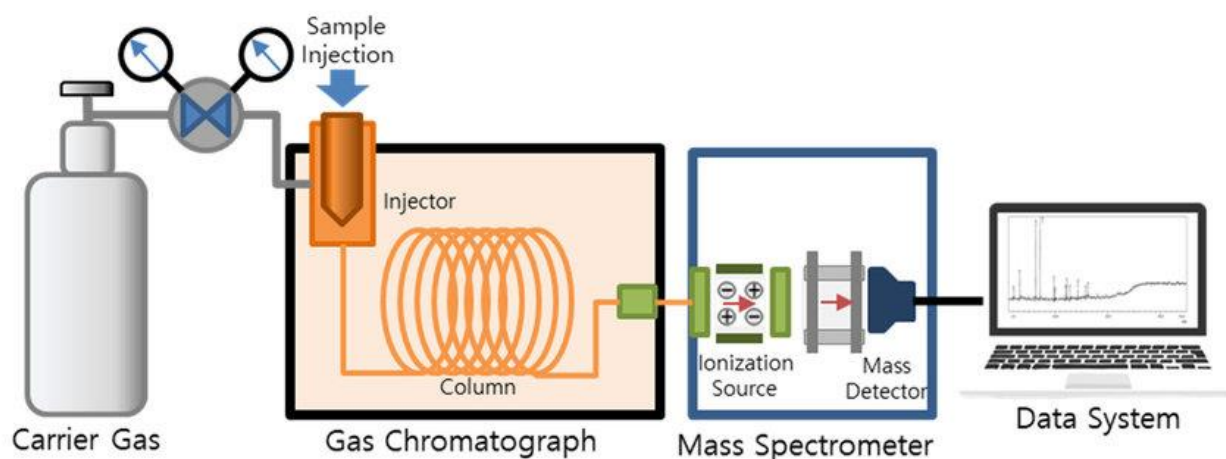 Sample
Injection
Injector
Column
Ionization
Source
Mass
Detector
Carrier Gas
Gas Chromatograph
Mass Spectrometer
Data System